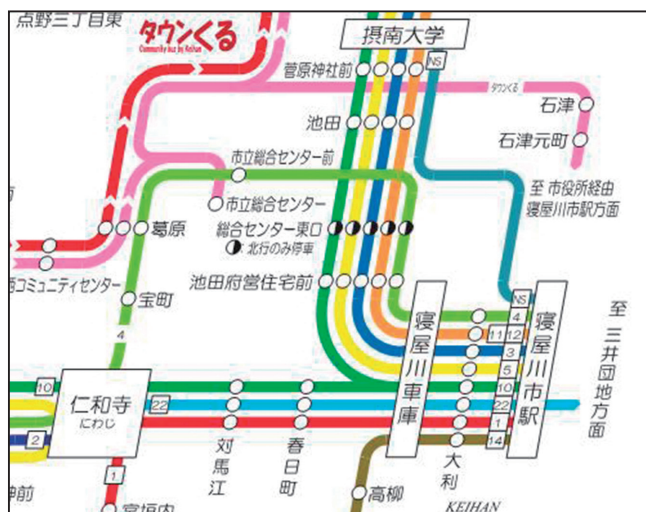 点野三丁目東
タウンくる
Community bus by Keihan
摂南大学
菅原神社前
NS
タウンくる
石津
池田
石津元町
市立総合センター前
至 市役所経由
寝屋川市駅方面
市立総合センター
葛原
総合センター東口
北行のみ停車
コミュニティセンター
池田府営住宅前
宝町
4
NS
4
11
12
3
5
10
22
1
14
寝屋川車庫
寝屋川市駅
至 三井団地方面
10
仁和寺
にわじ
22
2
1
対馬江
春日町
大利
神前
高柳
KEIHAN